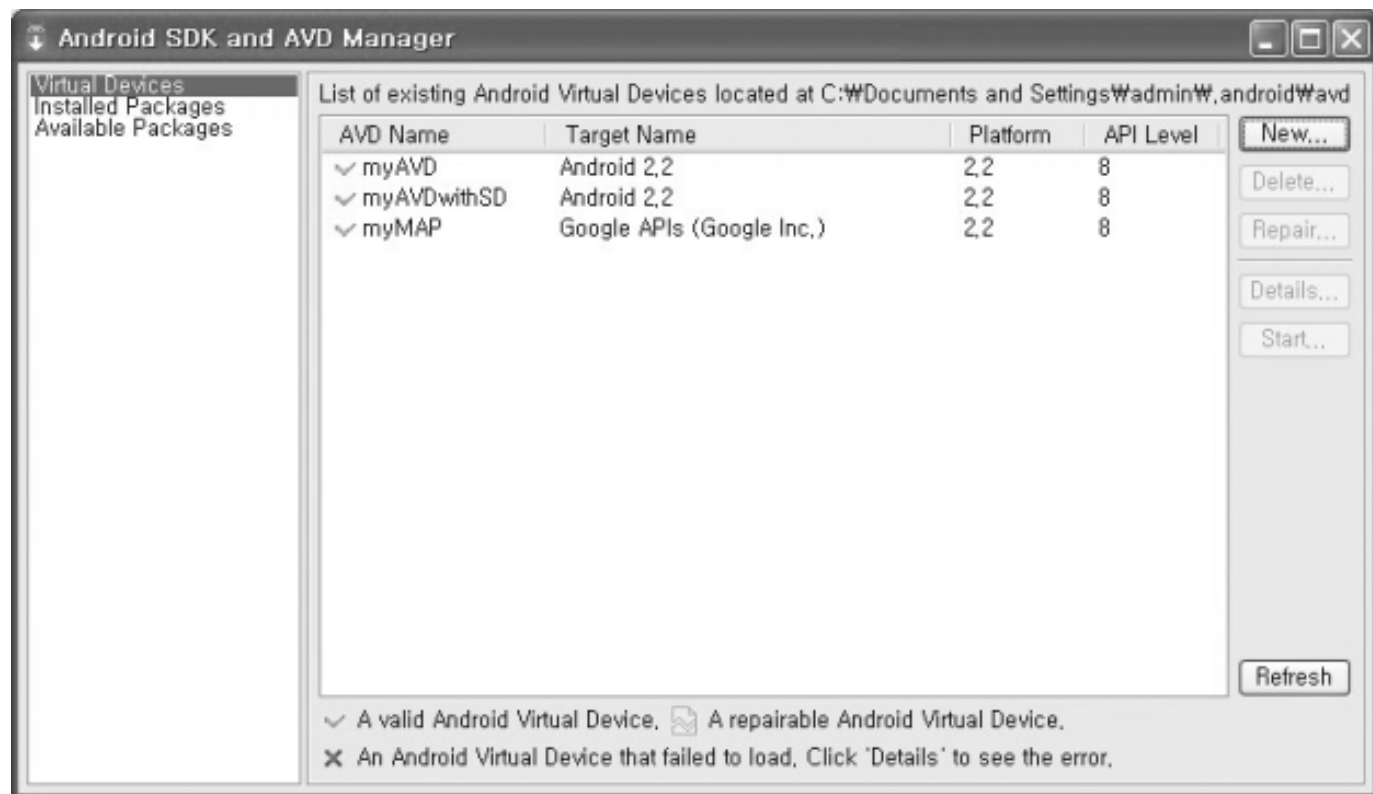 Android SDK and AVD Manager
Virtual Devices
Installed Packages
Available Packages
List of existing Android Virtual Devices located at C:₩Documents and Settings₩admin₩.android₩avd
AVD Name Target Name Platform API Level
myAVD Android 2.2 2.2 8
myAVDwithSD Android 2.2 2.2 8
myMAP Google APIs (Google Inc.) 2.2 8
New...
Delete...
Repair...
Details...
Start...
Refresh
A valid Android Virtual Device. A repairable Android Virtual Device.
An Android Virtual Device that failed to load. Click 'Details' to see the error.